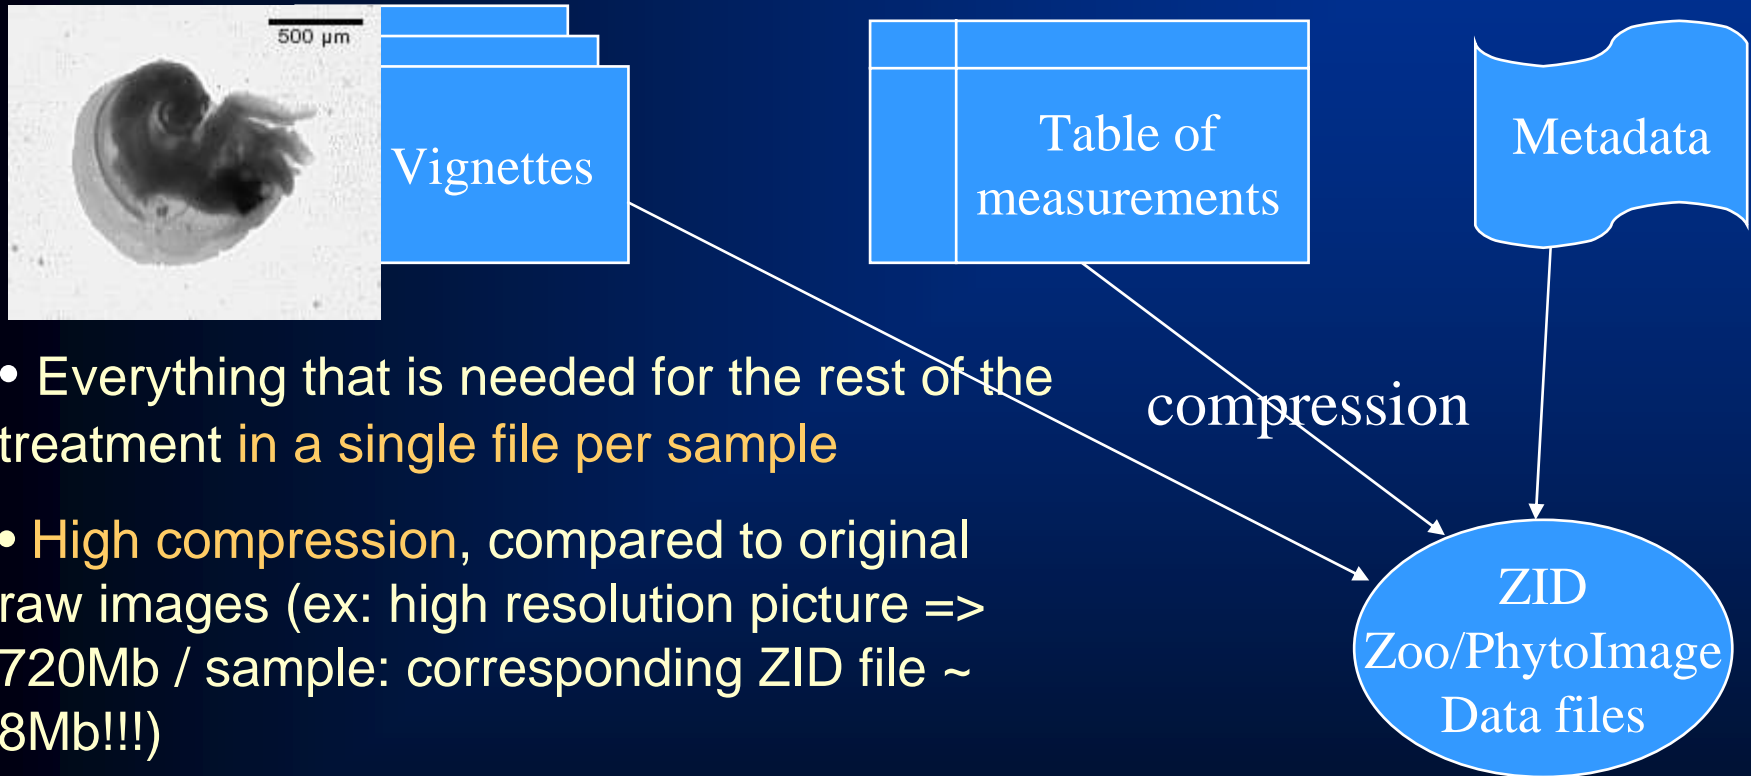 500 µm
Vignettes
Table of
measurements
Metadata
• Everything that is needed for the rest of the
treatment in a single file per sample
compression
• High compression, compared to original
raw images (ex: high resolution picture =>
720Mb / sample: corresponding ZID file ~
8Mb!!!)
ZID
Zoo/PhytoImage
Data files